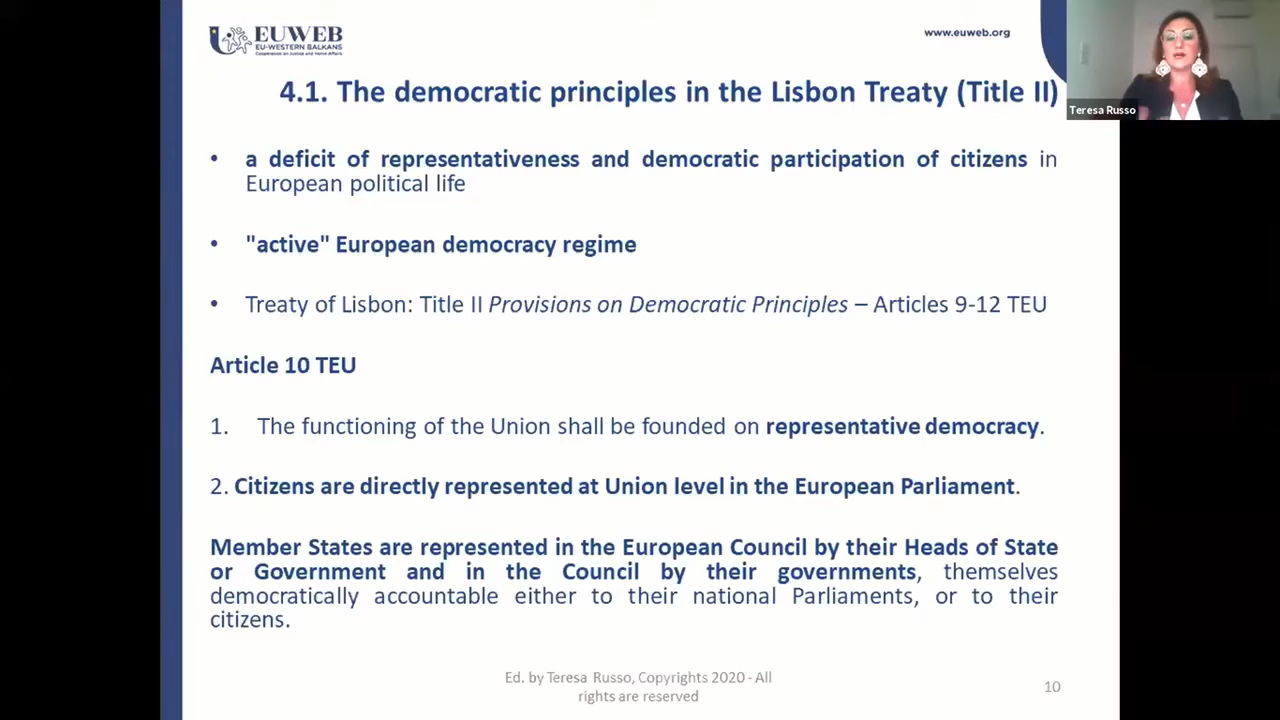 EUWEB
EU-WESTERN BALKANS
Cooperation on Justice and Home Affairs
www.euweb.org
Teresa Russo
4.1. The democratic principles in the Lisbon Treaty (Title II)
• a deficit of representativeness and democratic participation of citizens in
European political life
• "active" European democracy regime
• Treaty of Lisbon: Title II Provisions on Democratic Principles – Articles 9-12 TEU
Article 10 TEU
1. The functioning of the Union shall be founded on representative democracy.
2. Citizens are directly represented at Union level in the European Parliament.
Member States are represented in the European Council by their Heads of State
or Government and in the Council by their governments, themselves
democratically accountable either to their national Parliaments, or to their
citizens.
Ed. by Teresa Russo, Copyrights 2020 - All
rights are reserved
10